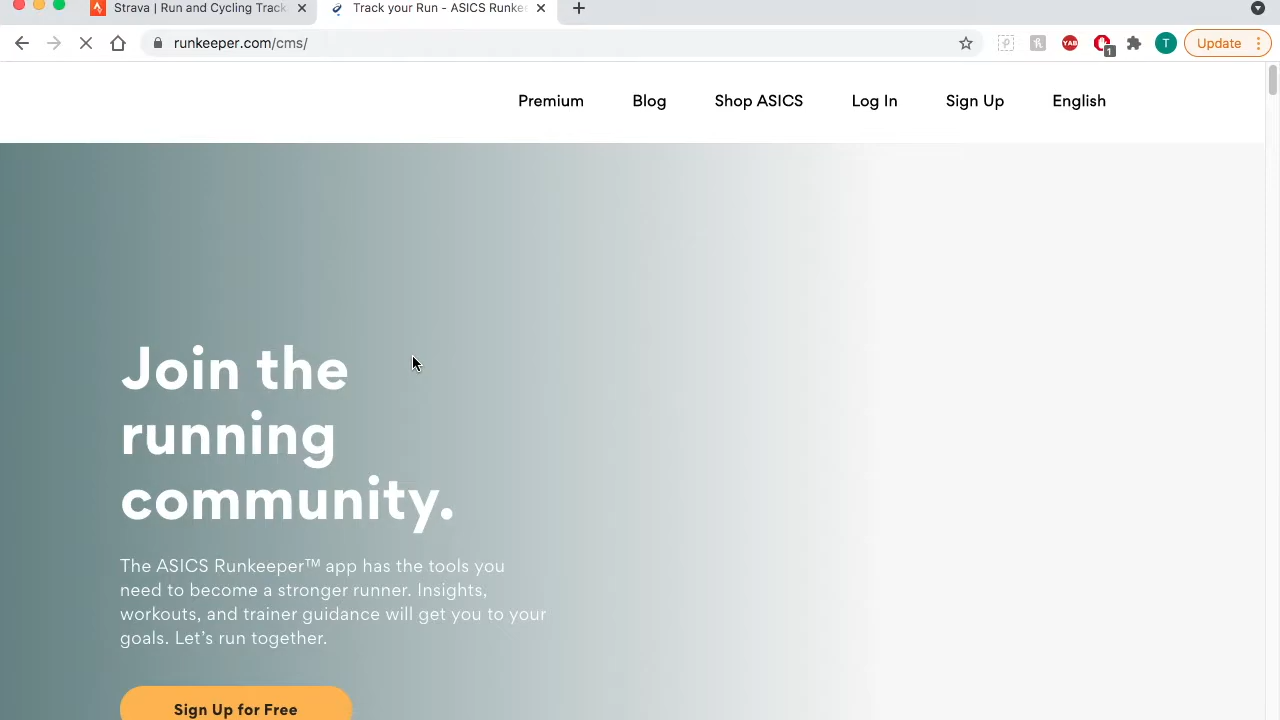 Strava | Run and Cycling Track
Track your Run - ASICS Runkee
runkeeper.com/cms/
YAB
1
T
Update
Premium
Blog
Shop ASICS
Log In
Sign Up
English
Join the
running
community.
The ASICS Runkeeper™ app has the tools you
need to become a stronger runner. Insights,
workouts, and trainer guidance will get you to your
goals. Let’s run together.
Sign Up for Free